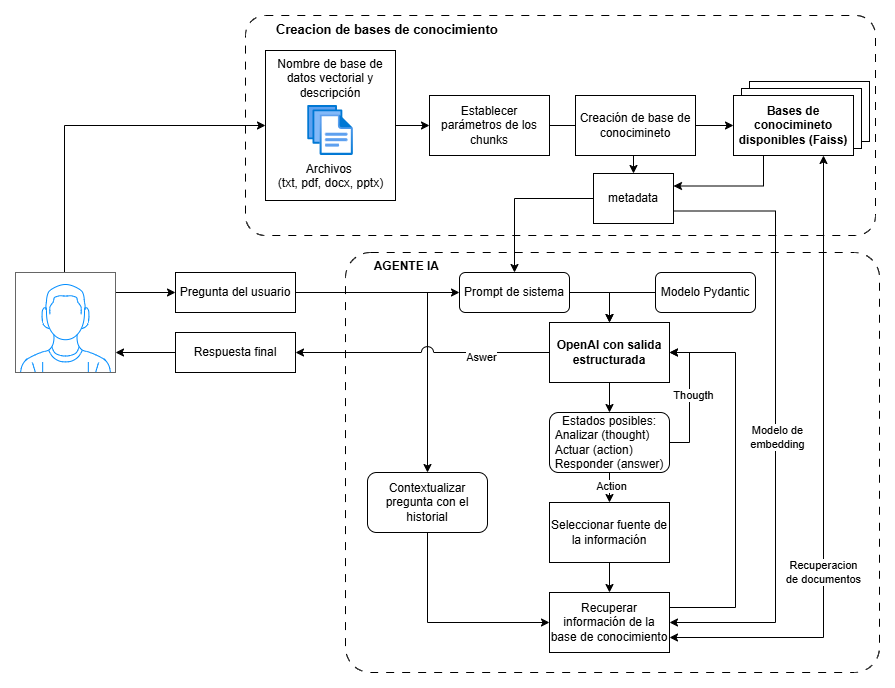 Creacion de bases de conocimiento
Nombre de base de
datos vectorial y
descripción
Archivos
(txt, pdf, docx, pptx)
Establecer
parámetros de los
chunks
Creación de base de
conocimineto
Bases de
conocimineto
disponibles (Faiss)
metadata
AGENTE IA
Pregunta del usuario
Prompt de sistema
Modelo Pydantic
Respuesta final
Aswer
OpenAI con salida
estructurada
Thougth
Estados posibles:
Analizar (thought)
Actuar (action)
Responder (answer)
Modelo de
embedding
Action
Contextualizar
pregunta con el
historial
Seleccionar fuente de
la información
Recuperacion
de documentos
Recuperar
información de la
base de conocimiento